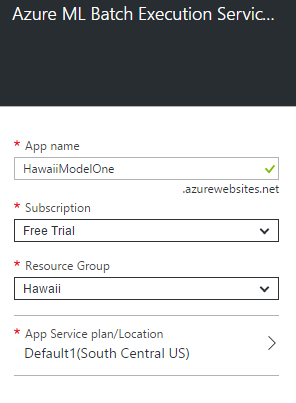 Azure ML Batch Execution Servic...
* App name
HawaiiModelOne
.azurewebsites.net
* Subscription
Free Trial
* Resource Group
Hawaii
* App Service plan/Location
Default1(South Central US)